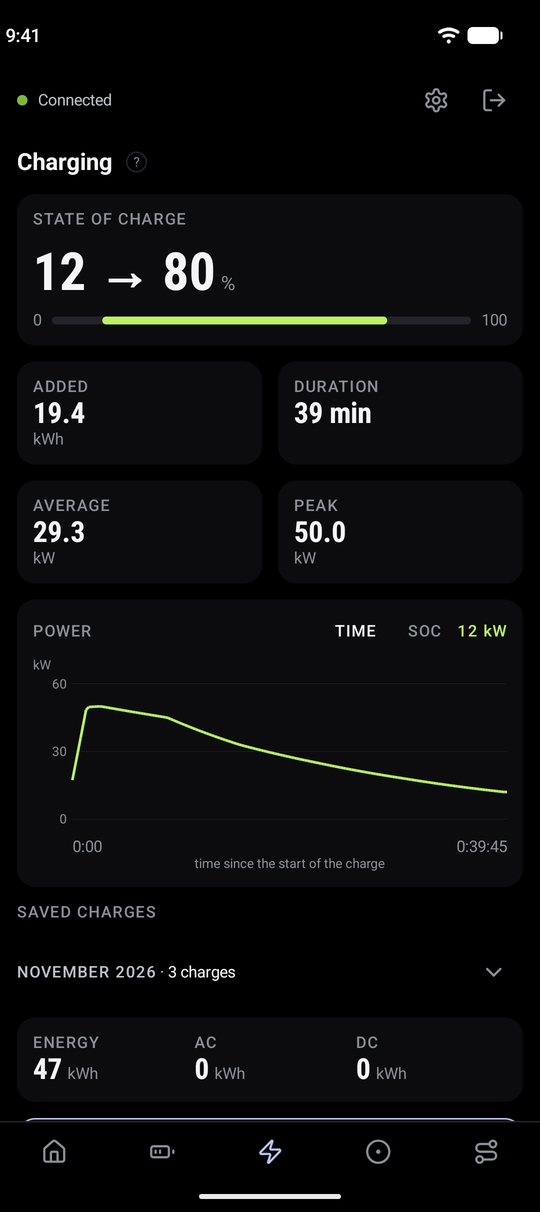 9:41
Connected
Charging ?
STATE OF CHARGE
12 → 80 %
0 100
ADDED
19.4
kWh
DURATION
39 min
AVERAGE
29.3
kW
PEAK
50.0
kW
POWER TIME SOC 12 kW
kW
60
30
0
0:00 0:39:45
time since the start of the charge
SAVED CHARGES
NOVEMBER 2026 · 3 charges
ENERGY AC DC
47 kWh 0 kWh 0 kWh